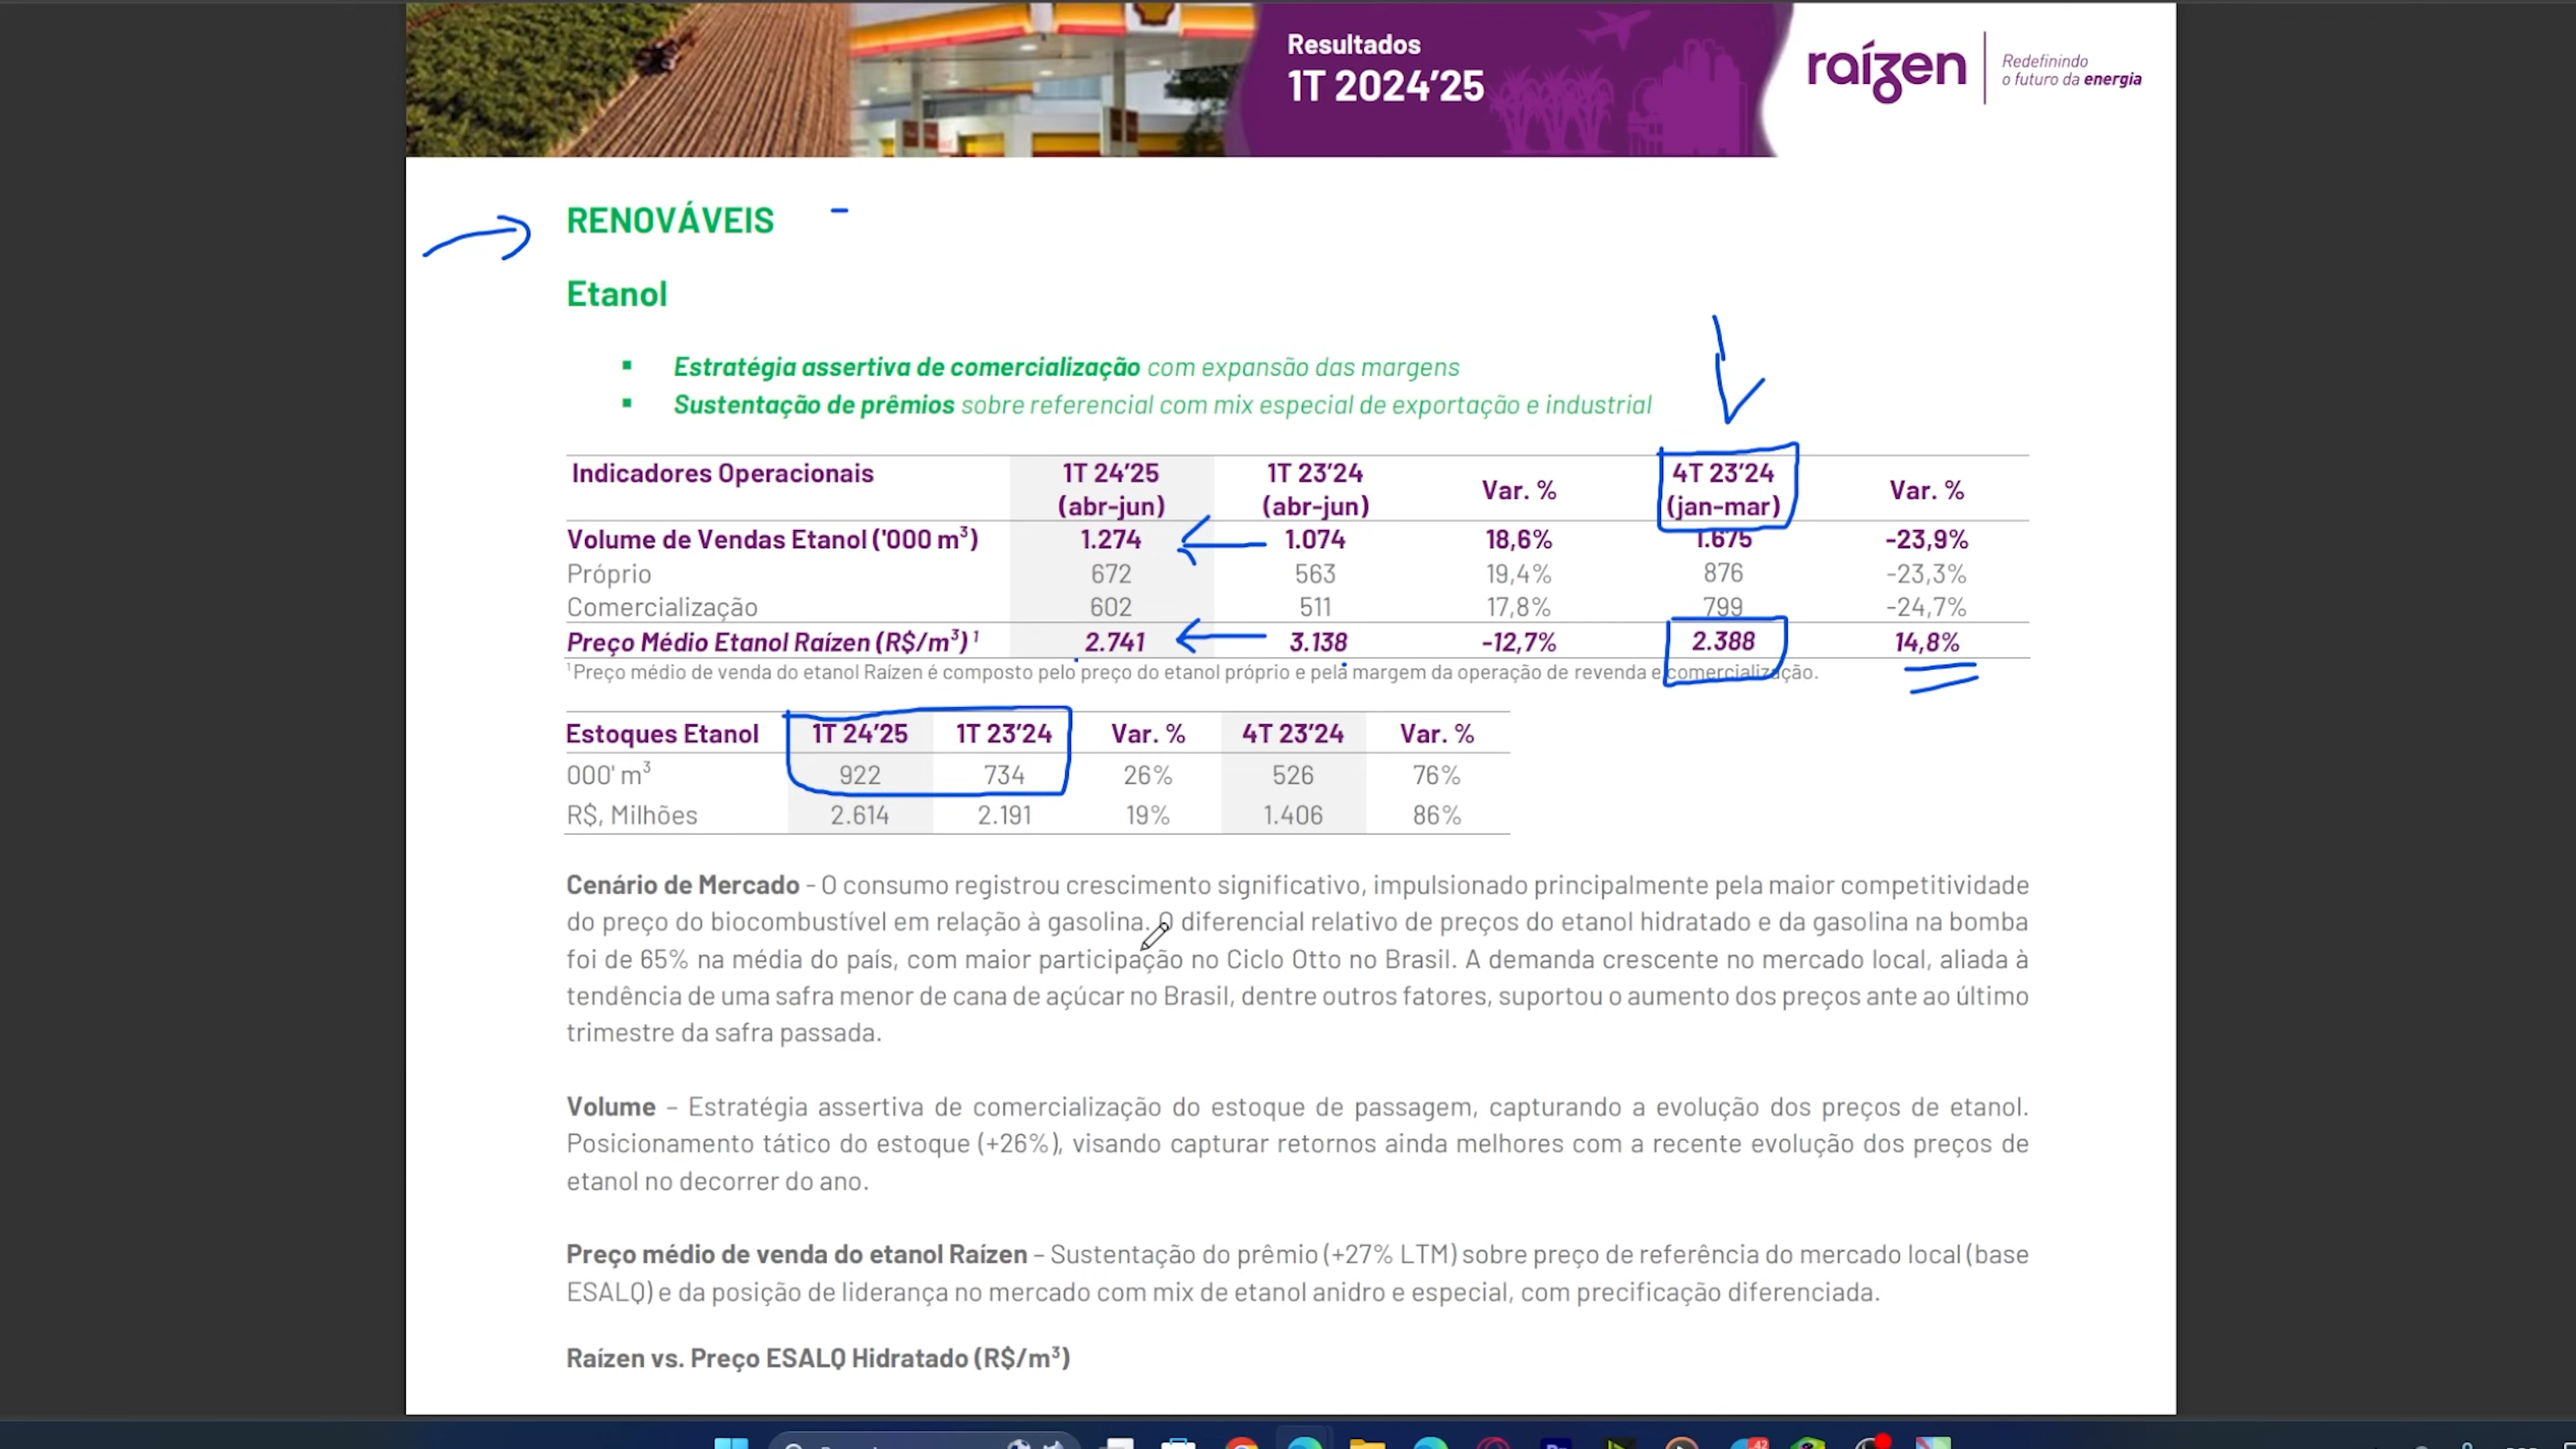 Resultados
1T 2024'25
raízen
Redefinindo
o futuro da energia
RENOVÁVEIS
Etanol
▪ Estratégia assertiva de comercialização com expansão das margens
▪ Sustentação de prêmios sobre referencial com mix especial de exportação e industrial
Indicadores Operacionais 1T 24'25 (abr-jun) 1T 23'24 (abr-jun) Var. % 4T 23'24 (jan-mar) Var. %
Volume de Vendas Etanol ('000 m³) 1.274 1.074 18,6% 1.675 -23,9%
Próprio 672 563 19,4% 876 -23,3%
Comercialização 602 511 17,8% 799 -24,7%
Preço Médio Etanol Raízen (R$/m³) ¹ 2.741 3.138 -12,7% 2.388 14,8%
¹ Preço médio de venda do etanol Raízen é composto pelo preço do etanol próprio e pela margem da operação de revenda e comercialização.
Estoques Etanol 1T 24'25 1T 23'24 Var. % 4T 23'24 Var. %
000' m³ 922 734 26% 526 76%
R$, Milhões 2.614 2.191 19% 1.406 86%
Cenário de Mercado - O consumo registrou crescimento significativo, impulsionado principalmente pela maior competitividade
do preço do biocombustível em relação à gasolina. O diferencial relativo de preços do etanol hidratado e da gasolina na bomba
foi de 65% na média do país, com maior participação no Ciclo Otto no Brasil. A demanda crescente no mercado local, aliada à
tendência de uma safra menor de cana de açúcar no Brasil, dentre outros fatores, suportou o aumento dos preços ante ao último
trimestre da safra passada.
Volume – Estratégia assertiva de comercialização do estoque de passagem, capturando a evolução dos preços de etanol.
Posicionamento tático do estoque (+26%), visando capturar retornos ainda melhores com a recente evolução dos preços de
etanol no decorrer do ano.
Preço médio de venda do etanol Raízen – Sustentação do prêmio (+27% LTM) sobre preço de referência do mercado local (base
ESALQ) e da posição de liderança no mercado com mix de etanol anidro e especial, com precificação diferenciada.
Raízen vs. Preço ESALQ Hidratado (R$/m³)
42